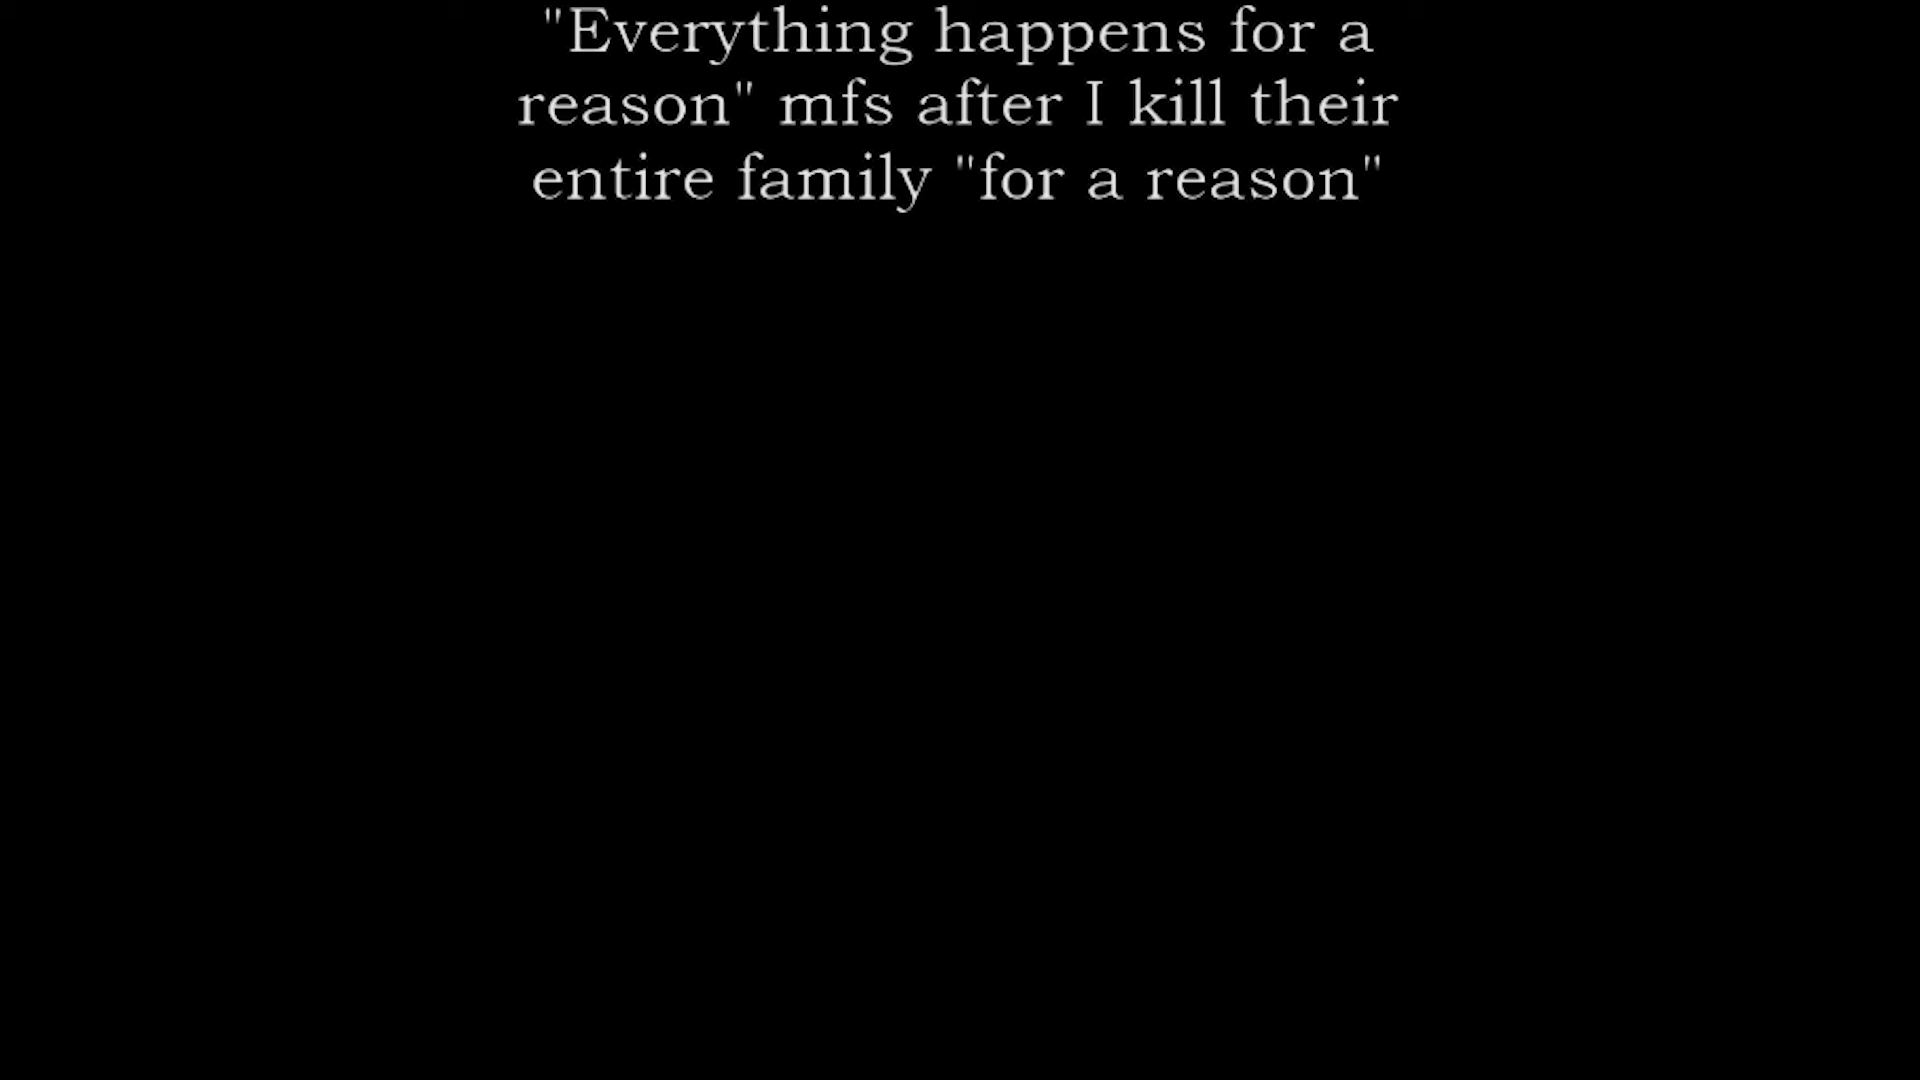 "Everything happens for a
reason" mfs after I kill their
entire family "for a reason"